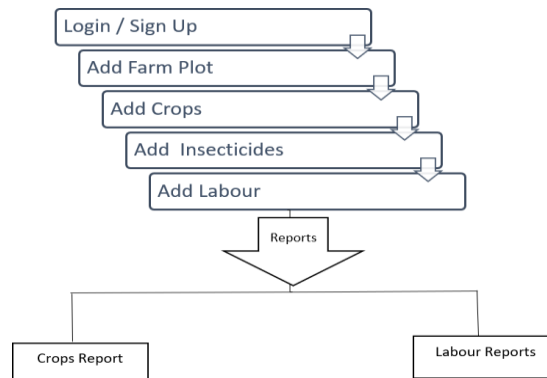 Login / Sign Up
Add Farm Plot
Add Crops
Add Insecticides
Add Labour
Reports
Crops Report
Labour Reports